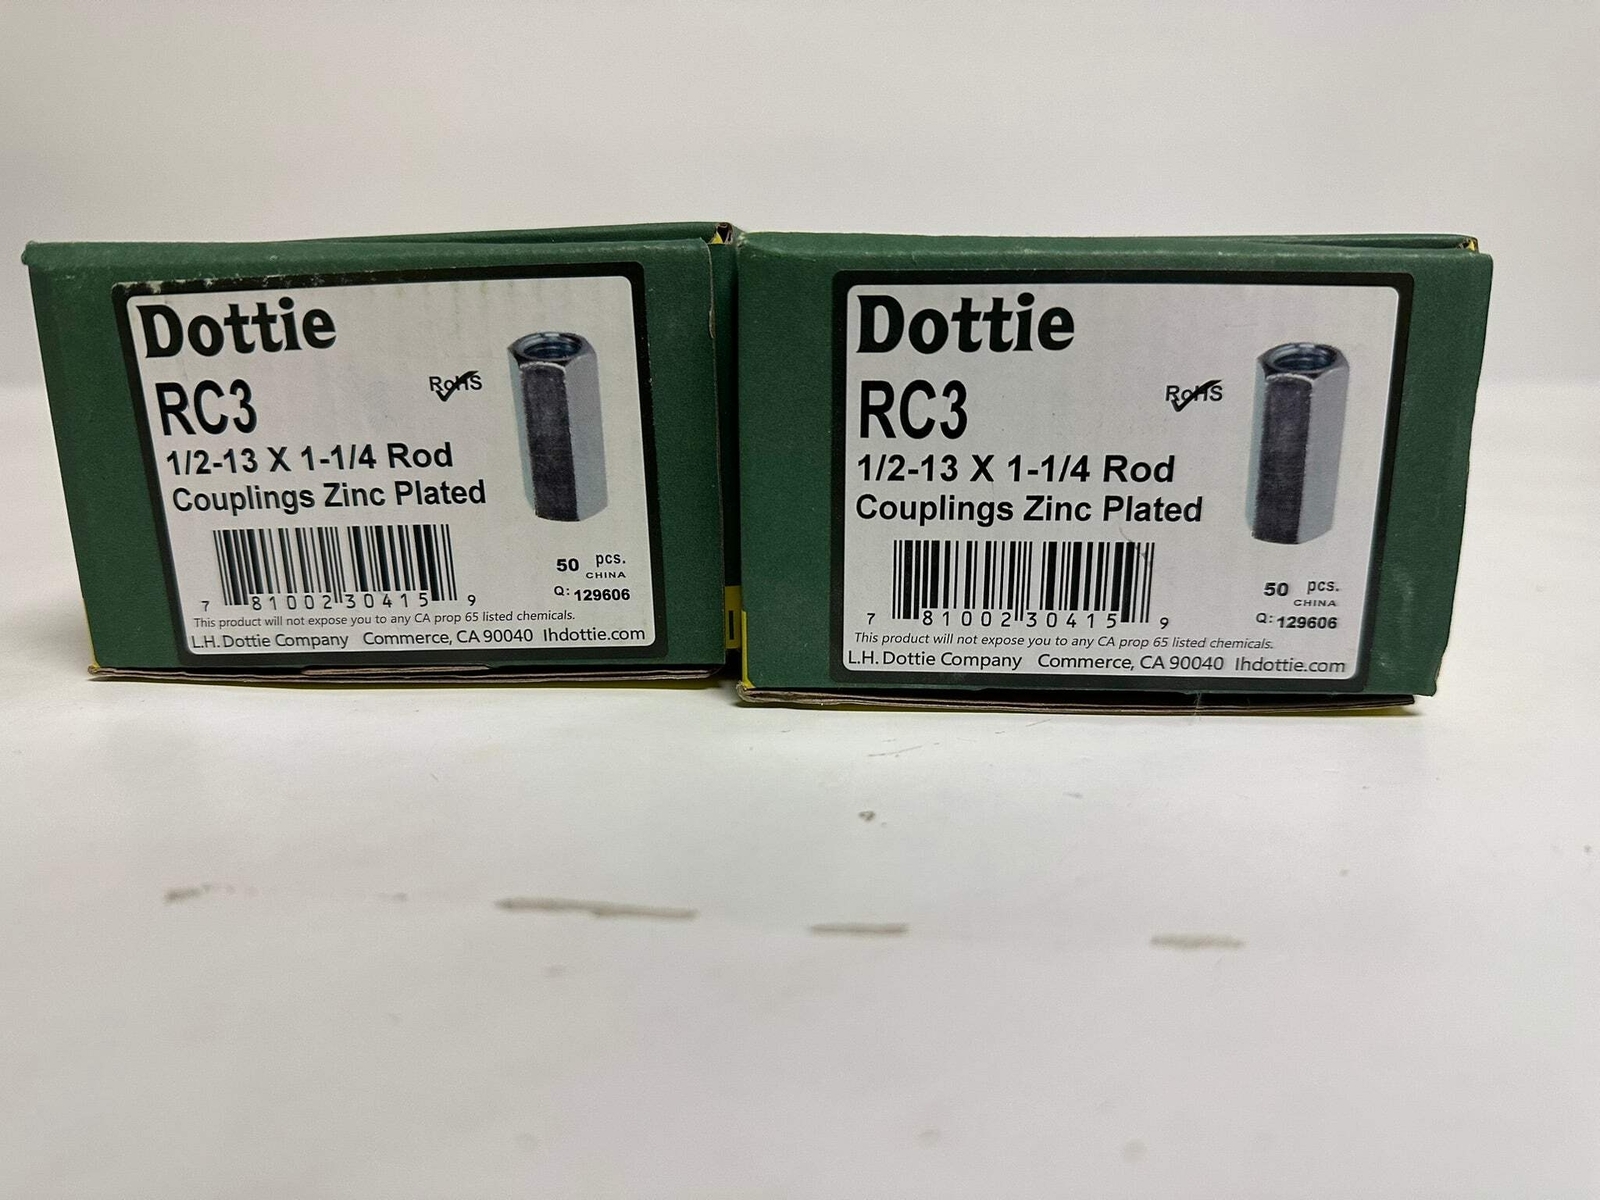 Dottie
RC3
RoHS
1/2-13 X 1-1/4 Rod
Couplings Zinc Plated
50 pcs.
CHINA
Q: 129606
7 81002 30415 9
This product will not expose you to any CA prop 65 listed chemicals.
L.H. Dottie Company Commerce, CA 90040 lhdottie.com
Dottie
RC3
RoHS
1/2-13 X 1-1/4 Rod
Couplings Zinc Plated
50 pcs.
CHINA
Q: 129606
7 81002 30415 9
This product will not expose you to any CA prop 65 listed chemicals.
L.H. Dottie Company Commerce, CA 90040 lhdottie.com